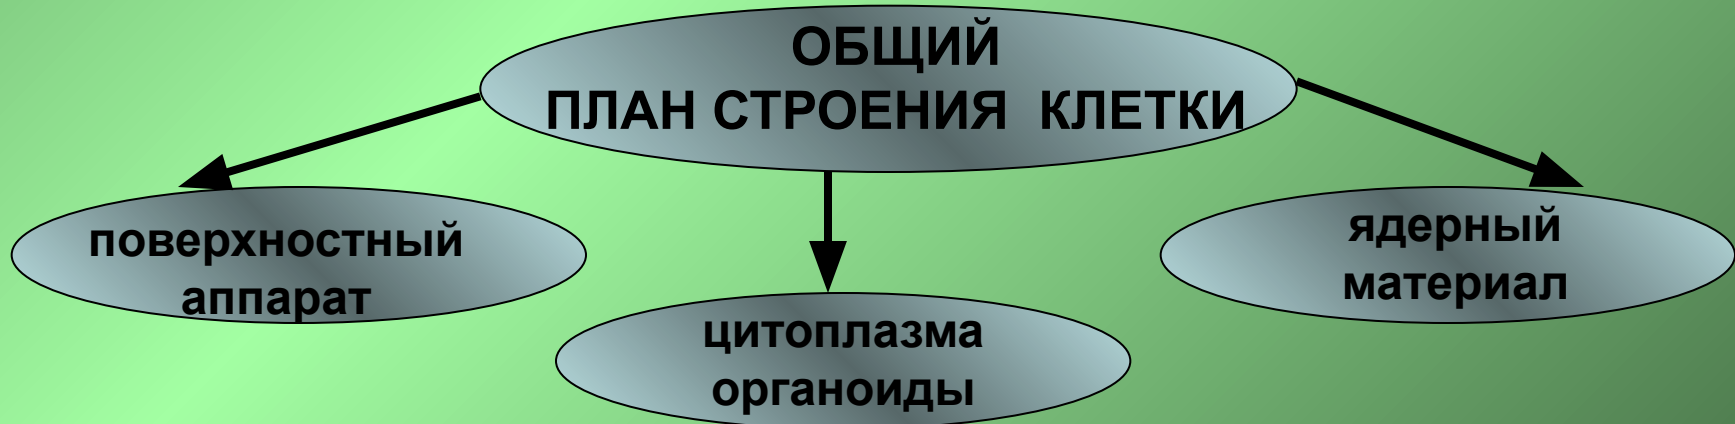 ОБЩИЙ
ПЛАН СТРОЕНИЯ КЛЕТКИ
поверхностный
аппарат
цитоплазма
органоиды
ядерный
материал